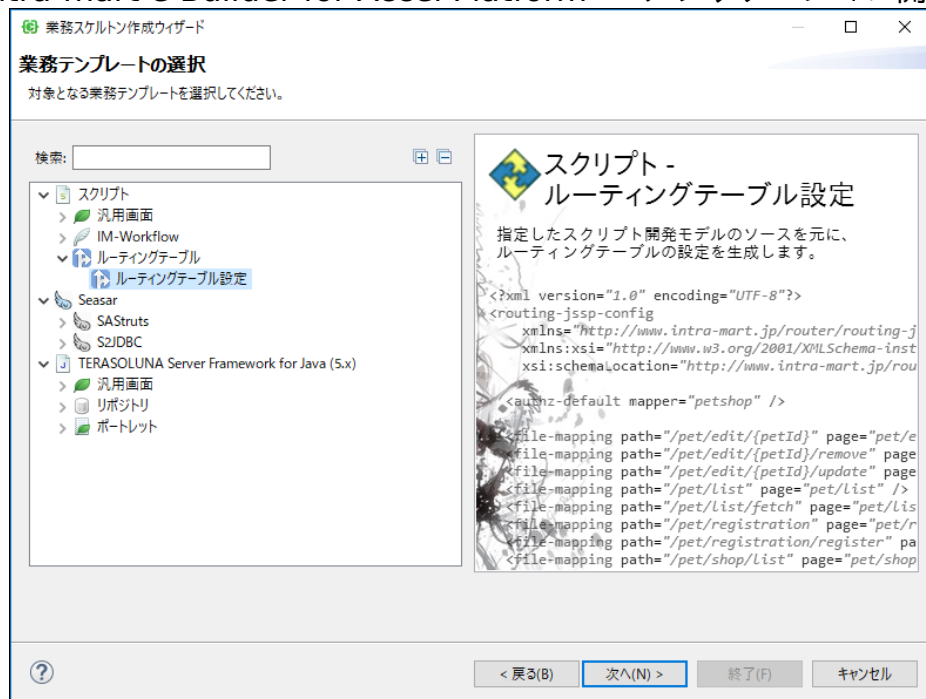 業務スケルトン作成ウィザード
業務テンプレートの選択
対象となる業務テンプレートを選択してください。
検索:
スクリプト
汎用画面
IM-Workflow
ルーティングテーブル
ルーティングテーブル設定
Seasar
SAStruts
S2JDBC
TERASOLUNA Server Framework for Java (5.x)
汎用画面
リポジトリ
ポートレット
スクリプト -
ルーティングテーブル設定
指定したスクリプト開発モデルのソースを元に、
ルーティングテーブルの設定を生成します。
<?xml version="1.0" encoding="UTF-8"?>
<routing-jssp-config
xmlns="http://www.intra-mart.jp/router/routing-j
xmlns:xsi="http://www.w3.org/2001/XMLSchema-inst
xsi:schemaLocation="http://www.intra-mart.jp/rou
<authz-default mapper="petshop" />
<file-mapping path="/pet/edit/{petId}" page="pet/e
<file-mapping path="/pet/edit/{petId}/remove" page
<file-mapping path="/pet/edit/{petId}/update" page
<file-mapping path="/pet/list" page="pet/list" />
<file-mapping path="/pet/list/fetch" page="pet/lis
<file-mapping path="/pet/registration" page="pet/r
<file-mapping path="/pet/registration/register" pa
<file-mapping path="/pet/shop/list" page="pet/shop
< 戻る(B)
次へ(N) >
終了(F)
キャンセル